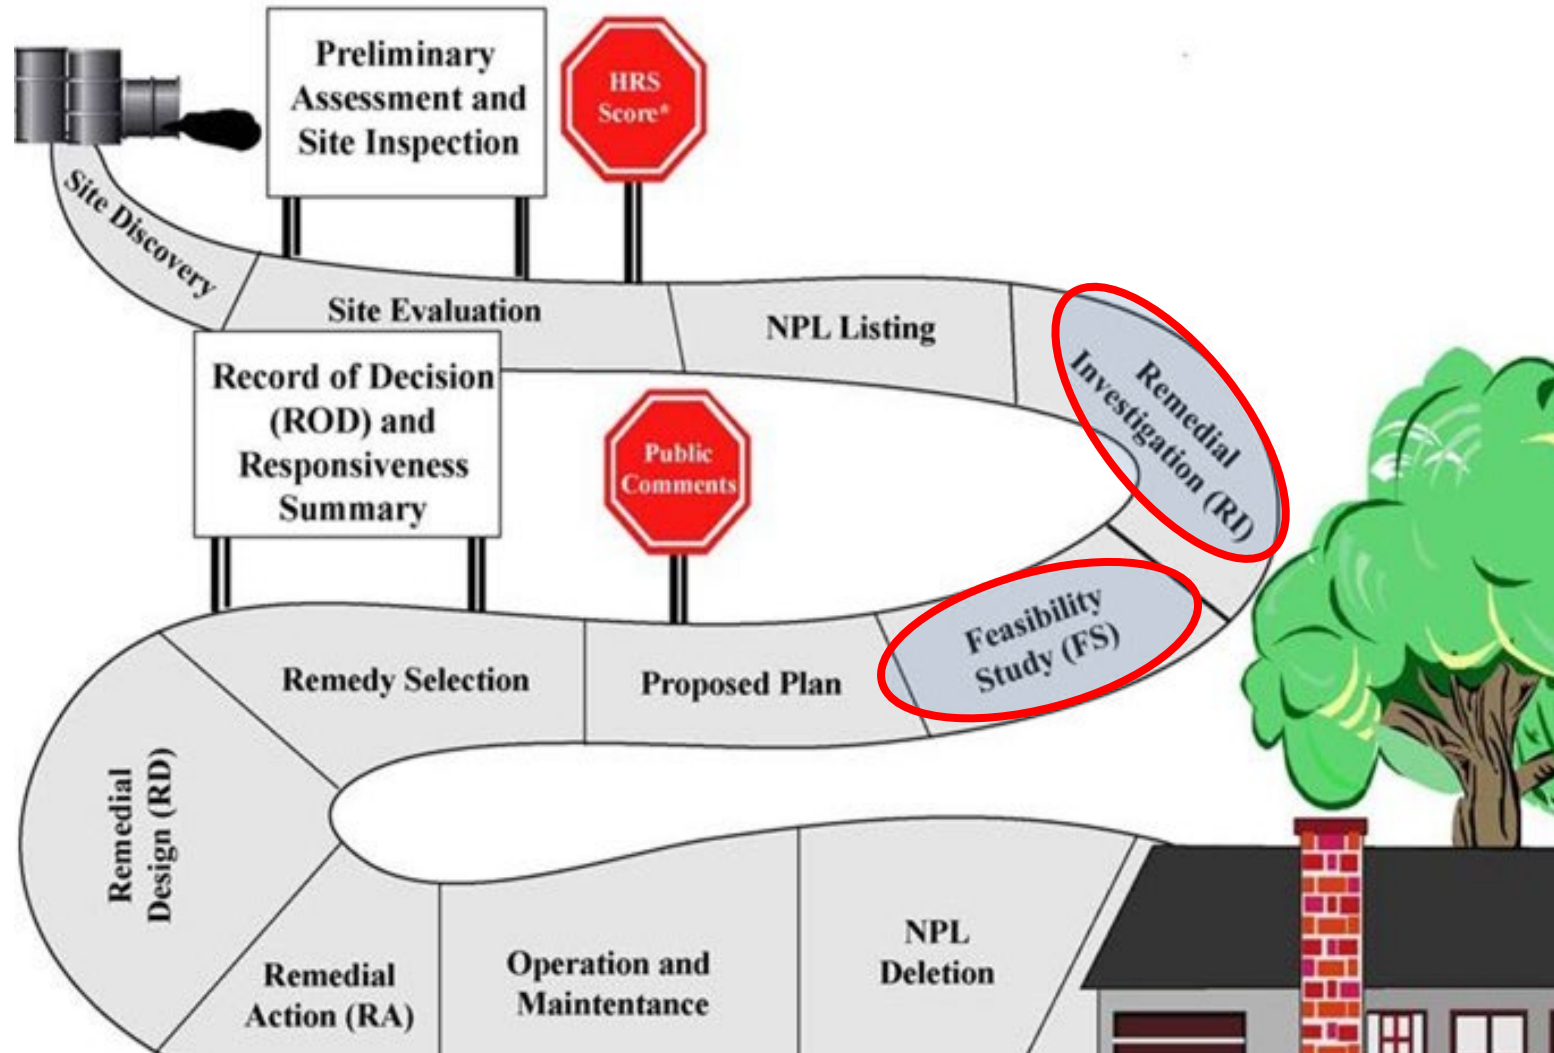 Preliminary
Assessment and
Site Inspection
HRS
Score*
Site Discovery
Site Evaluation
NPL Listing
Remedial
Investigation (RI)
Record of Decision
(ROD) and
Responsiveness
Summary
Public
Comments
Feasibility
Study (FS)
Proposed Plan
Remedy Selection
Remedial
Design (RD)
Remedial
Action (RA)
Operation and
Maintentance
NPL
Deletion